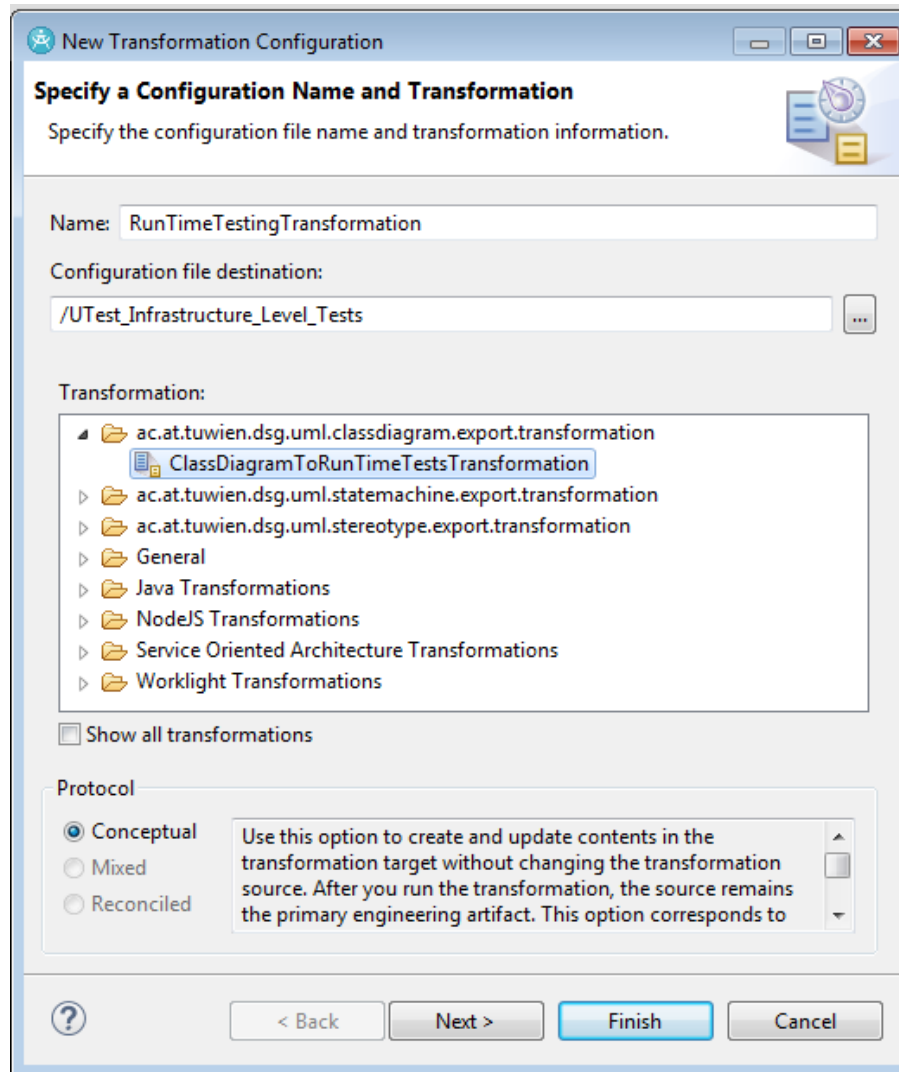 New Transformation Configuration
Specify a Configuration Name and Transformation
Specify the configuration file name and transformation information.
Name: RunTimeTestingTransformation
Configuration file destination:
/UTest_Infrastructure_Level_Tests
...
Transformation:
ac.at.tuwien.dsg.uml.classdiagram.export.transformation
ClassDiagramToRunTimeTestsTransformation
ac.at.tuwien.dsg.uml.statemachine.export.transformation
ac.at.tuwien.dsg.uml.stereotype.export.transformation
General
Java Transformations
NodeJS Transformations
Service Oriented Architecture Transformations
Worklight Transformations
Show all transformations
Protocol
Conceptual
Mixed
Reconciled
Use this option to create and update contents in the
transformation target without changing the transformation
source. After you run the transformation, the source remains
the primary engineering artifact. This option corresponds to
? < Back Next > Finish Cancel